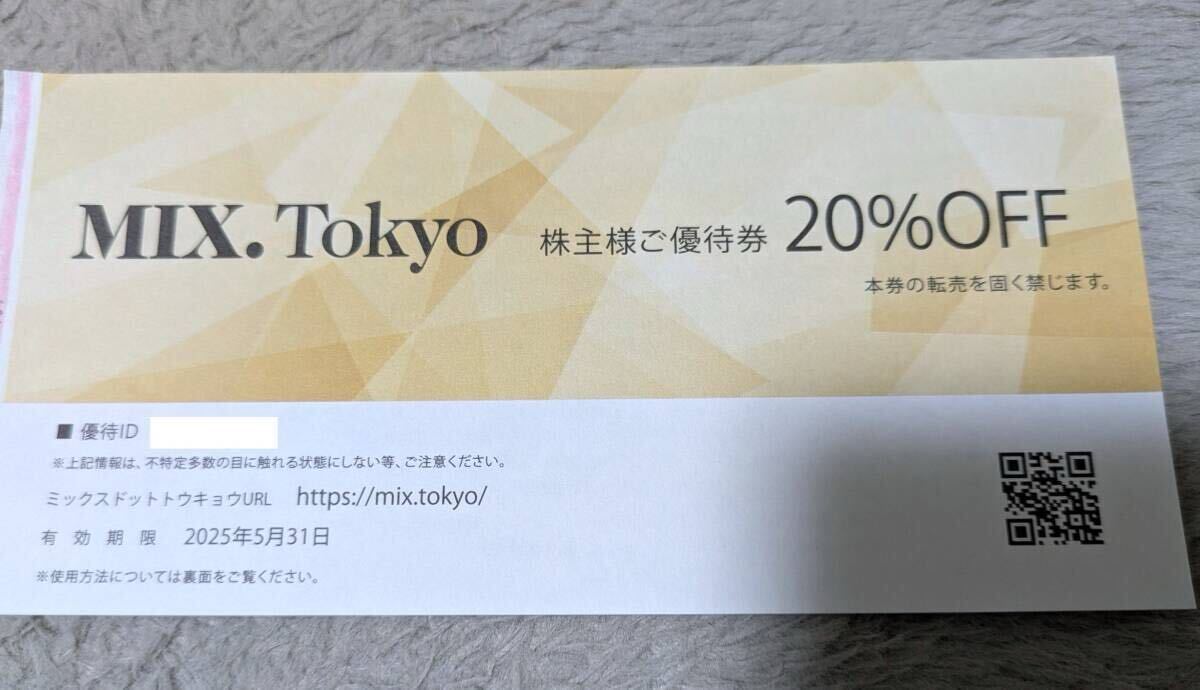 MIX.Tokyo 株主様ご優待券 20%OFF
本券の転売を固く禁じます。
■ 優待ID
※上記情報は、不特定多数の目に触れる状態にしない等、ご注意ください。
ミックスドットトウキョウURL https://mix.tokyo/
有効期限 2025年5月31日
※使用方法については裏面をご覧ください。